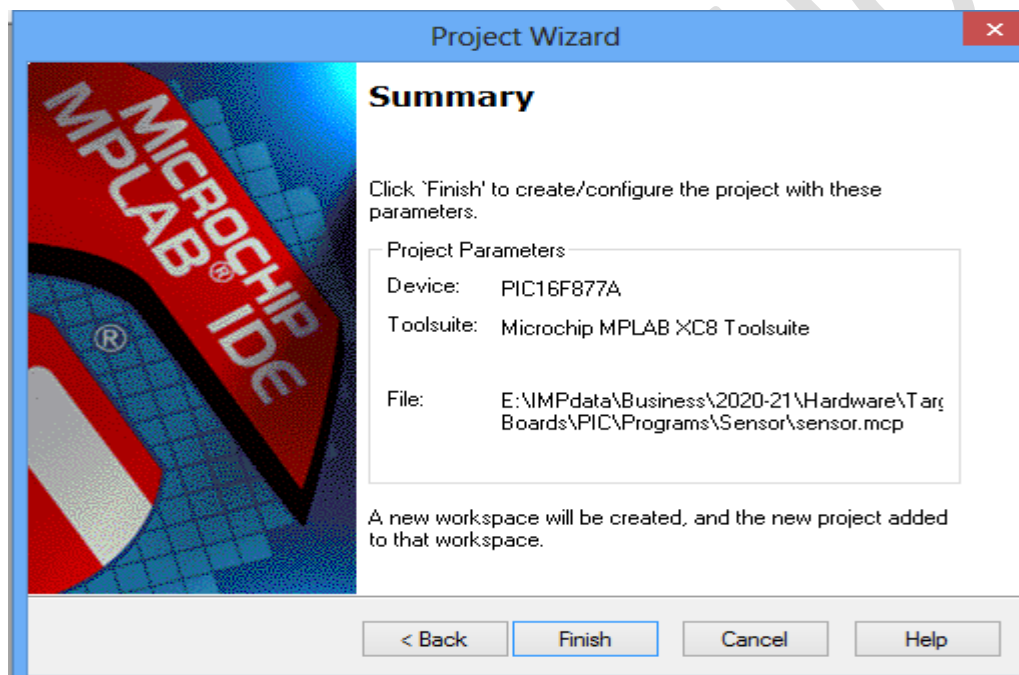 Project Wizard
MICROCHIP
MPLAB® IDE
®
Summary
Click `Finish' to create/configure the project with these
parameters.
Project Parameters
Device: PIC16F877A
Toolsuite: Microchip MPLAB XC8 Toolsuite
File: E:\IMPdata\Business\2020-21\Hardware\Targ
Boards\PIC\Programs\Sensor\sensor.mcp
A new workspace will be created, and the new project added
to that workspace.
< Back Finish Cancel Help